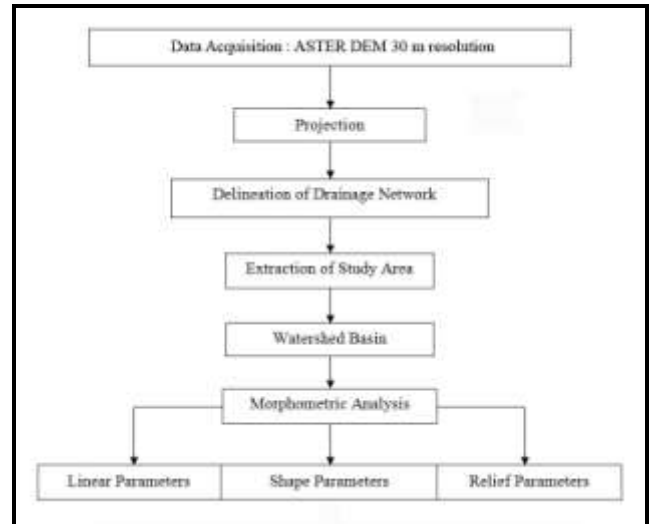 Data Acquisition : ASTER DEM 30 m resolution
Projection
Delineation of Drainage Network
Extraction of Study Area
Watershed Basin
Morphometric Analysis
Linear Parameters
Shape Parameters
Relief Parameters